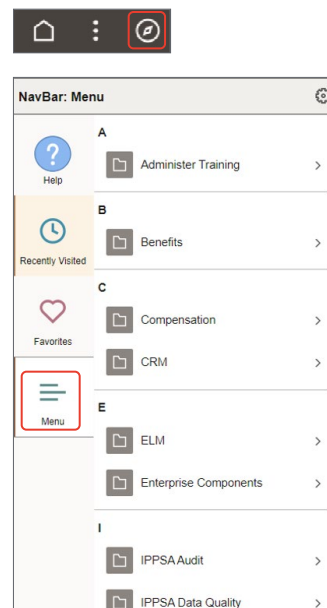 NavBar: Menu
A
?
Help
Administer Training
B
Recently Visited
Benefits
C
Favorites
Compensation
CRM
Menu
E
ELM
Enterprise Components
I
IPPSA Audit
IPPSA Data Quality